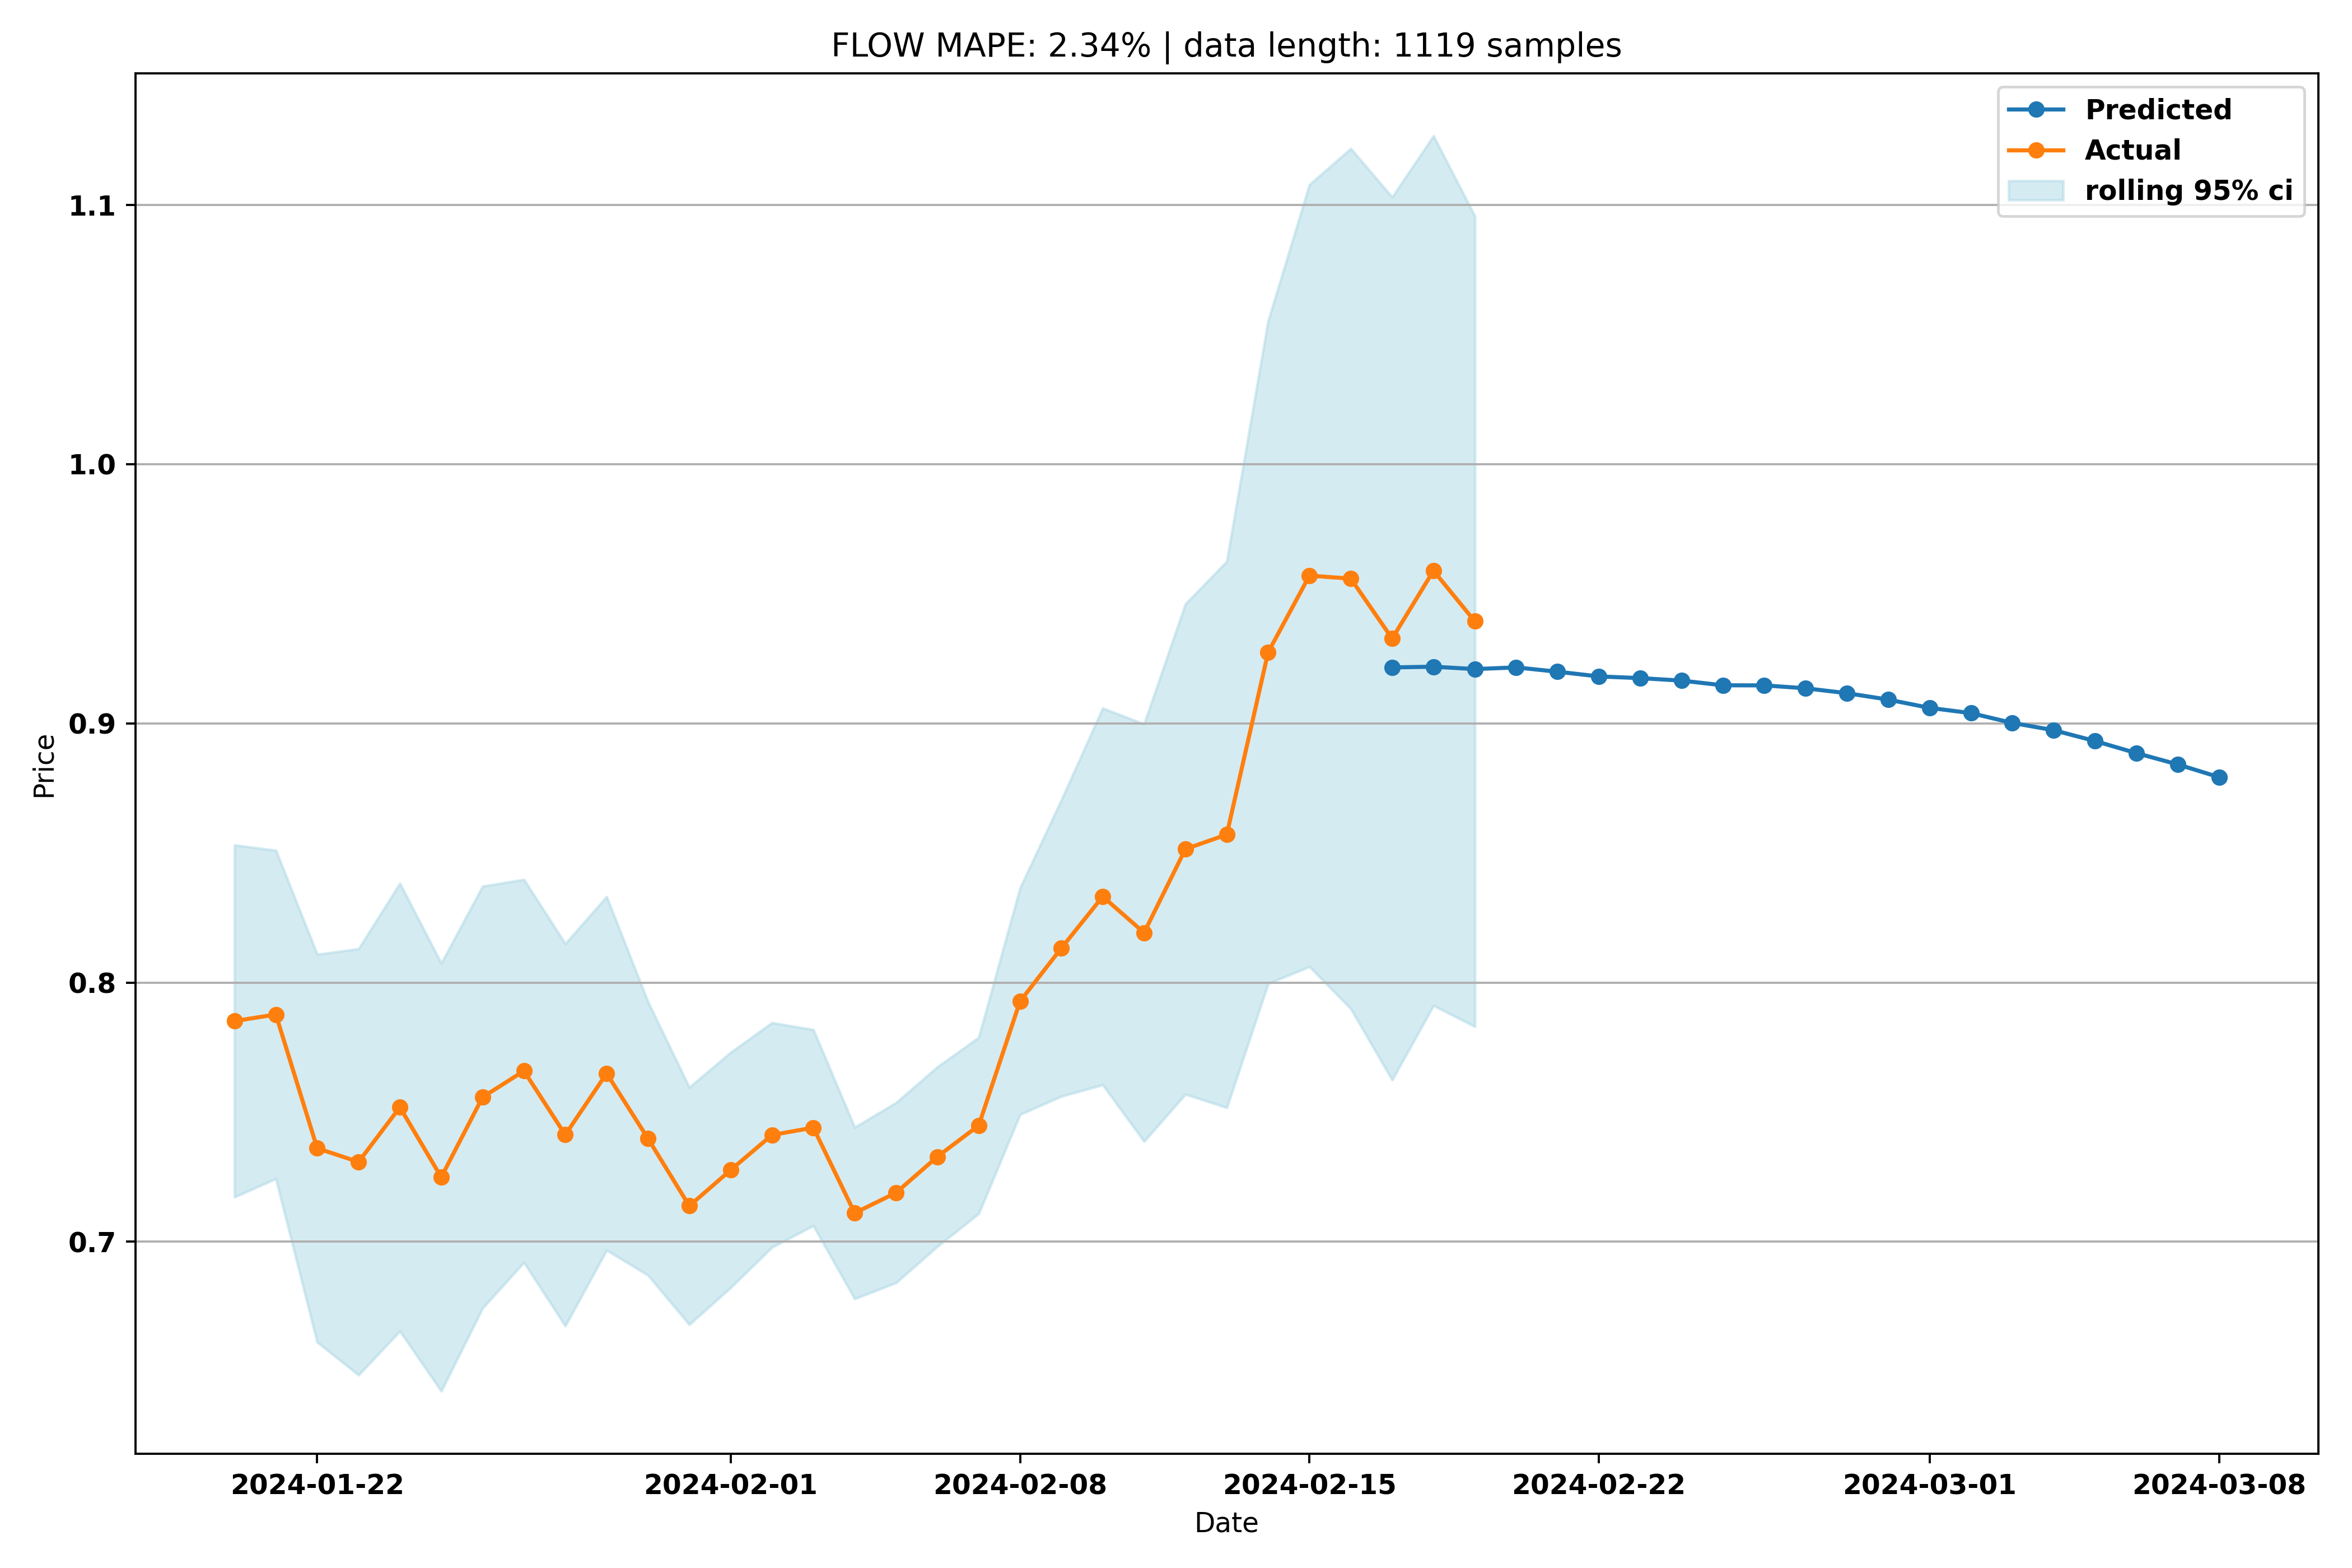 FLOW MAPE: 2.34% | data length: 1119 samples
Predicted
Actual
rolling 95% ci
1.1
1.0
0.9
0.8
0.7
Price
2024-01-22
2024-02-01
2024-02-08
2024-02-15
2024-02-22
2024-03-01
2024-03-08
Date